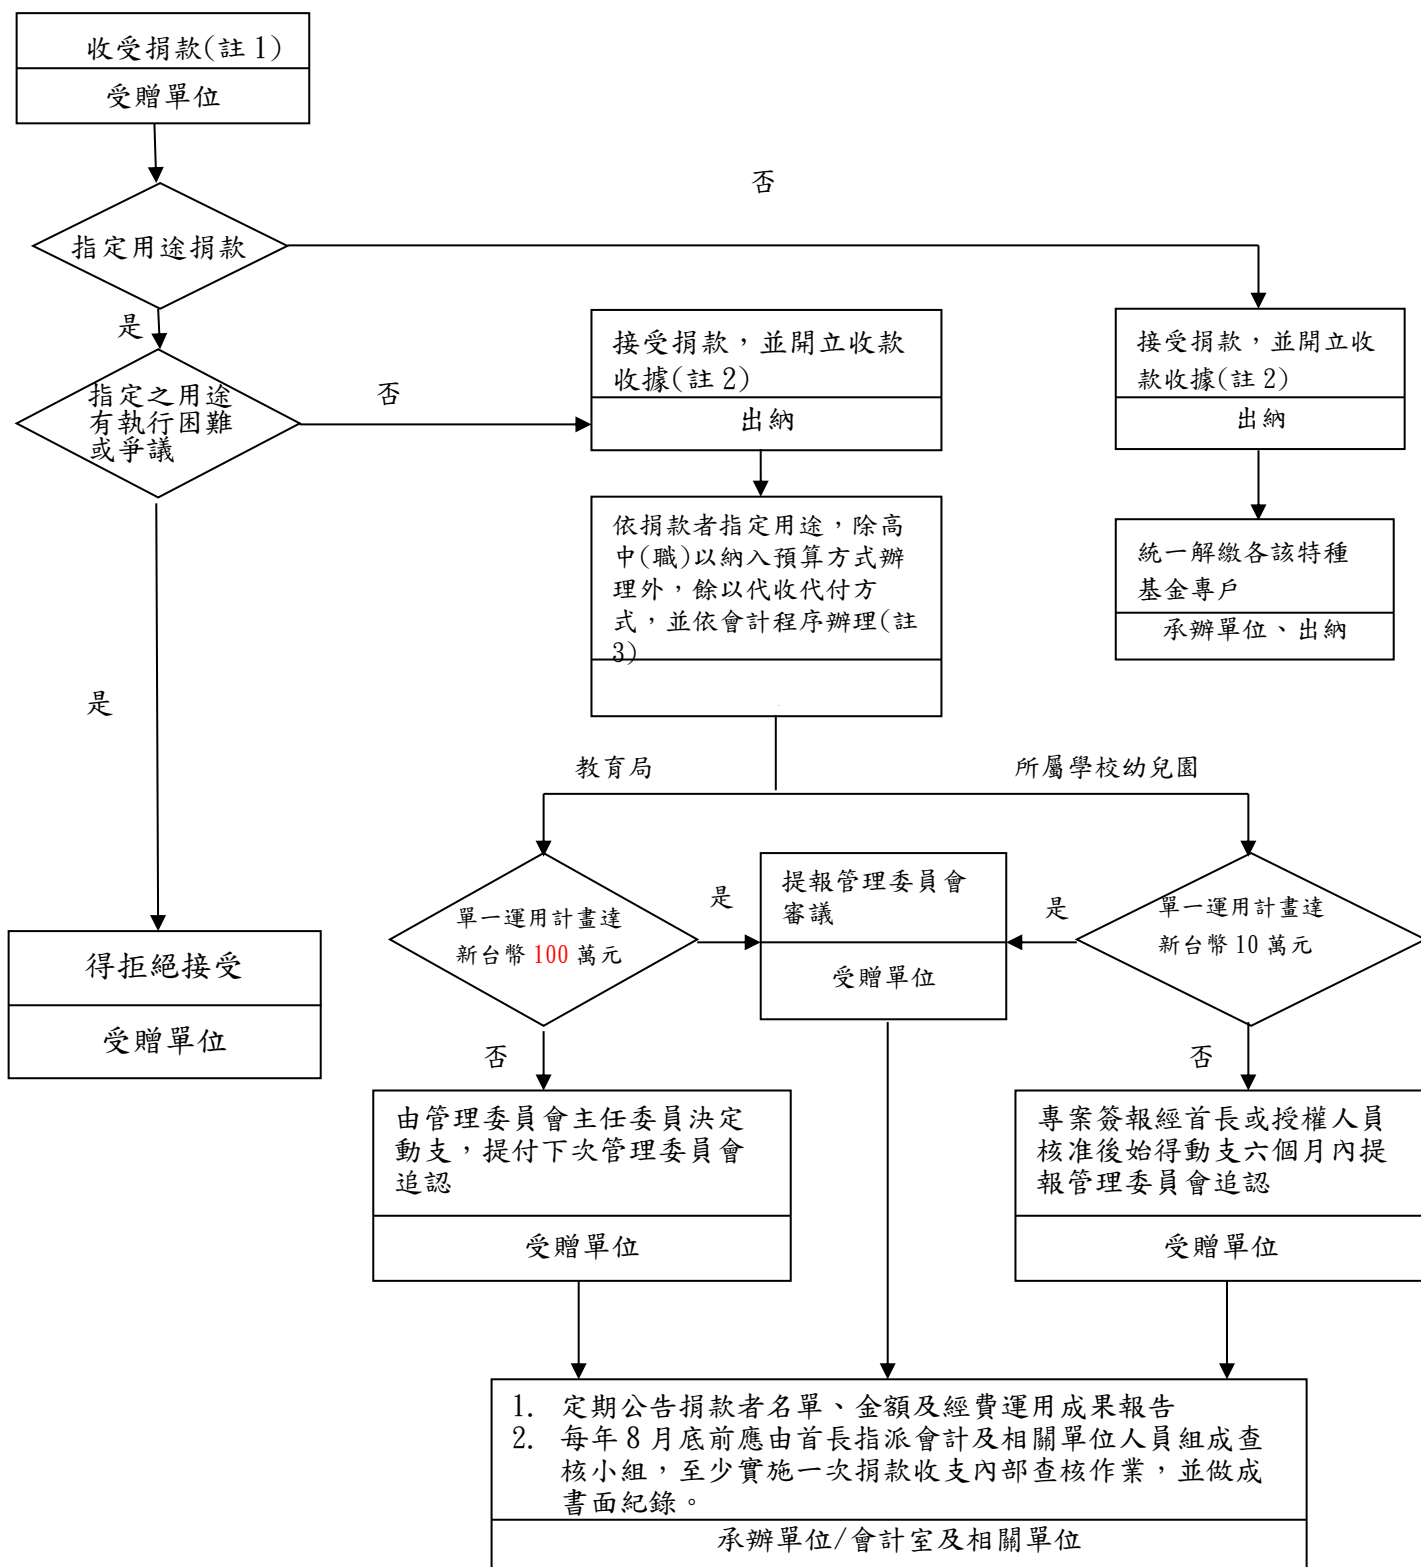 收受捐款(註 1)
受贈單位
否
指定用途捐款
是
指定之用途
有執行困難
或爭議
否
接受捐款，並開立收款
收據(註 2)
出納
接受捐款，並開立收
款收據(註 2)
出納
依捐款者指定用途，除高
中(職)以納入預算方式辦
理外，餘以代收代付方
式，並依會計程序辦理(註
3)
統一解繳各該特種
基金專戶
承辦單位、出納
是
教育局
所屬學校幼兒園
單一運用計畫達
新台幣 100 萬元
是
提報管理委員會
審議
受贈單位
是
單一運用計畫達
新台幣 10 萬元
得拒絕接受
受贈單位
否
否
由管理委員會主任委員決定
動支，提付下次管理委員會
追認
受贈單位
專案簽報經首長或授權人員
核准後始得動支六個月內提
報管理委員會追認
受贈單位
1. 定期公告捐款者名單、金額及經費運用成果報告
2. 每年 8 月底前應由首長指派會計及相關單位人員組成查
核小組，至少實施一次捐款收支內部查核作業，並做成
書面紀錄。
承辦單位/會計室及相關單位